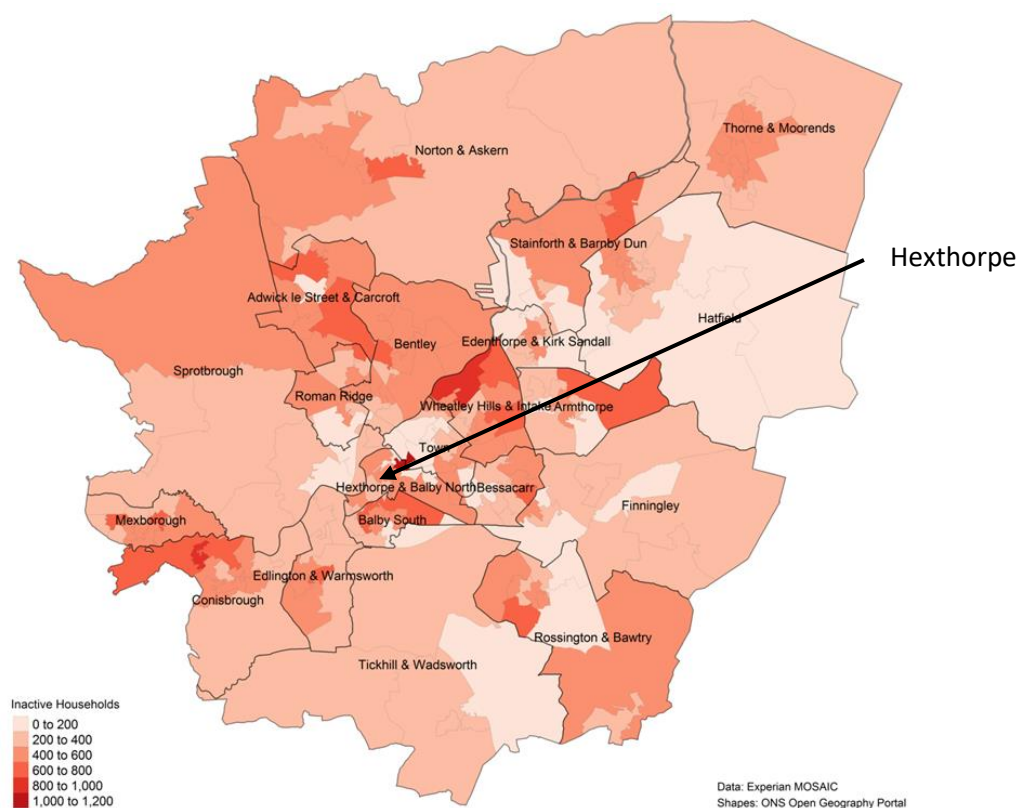 Thorne & Moorends
Norton & Askern
Stainforth & Barnby Dun
Hexthorpe
Adwick le Street & Carcroft
Hatfield
Bentley
Edenthorpe & Kirk Sandall
Sprotbrough
Roman Ridge
Wheatley Hills & Intake
Armthorpe
Town
Hexthorpe & Balby North
Bessacarr
Finningley
Mexborough
Balby South
Edlington & Warmsworth
Conisbrough
Rossington & Bawtry
Tickhill & Wadsworth
Inactive Households
0 to 200
200 to 400
400 to 600
600 to 800
800 to 1,000
1,000 to 1,200
Data: Experian MOSAIC
Shapes: ONS Open Geography Portal